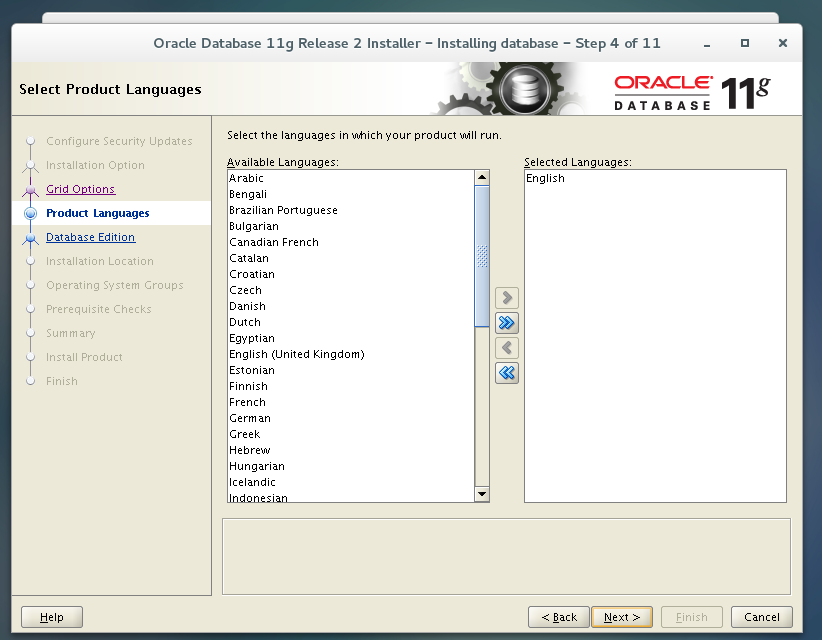 Oracle Database 11g Release 2 Installer – Installing database – Step 4 of 11
Select Product Languages
ORACLE
DATABASE
11g
Configure Security Updates
Installation Option
Grid Options
Product Languages
Database Edition
Installation Location
Operating System Groups
Prerequisite Checks
Summary
Install Product
Finish
Select the languages in which your product will run.
Available Languages:
Arabic
Bengali
Brazilian Portuguese
Bulgarian
Canadian French
Catalan
Croatian
Czech
Danish
Dutch
Egyptian
English (United Kingdom)
Estonian
Finnish
French
German
Greek
Hebrew
Hungarian
Icelandic
Indonesian
Selected Languages:
English
Help
< Back
Next >
Finish
Cancel